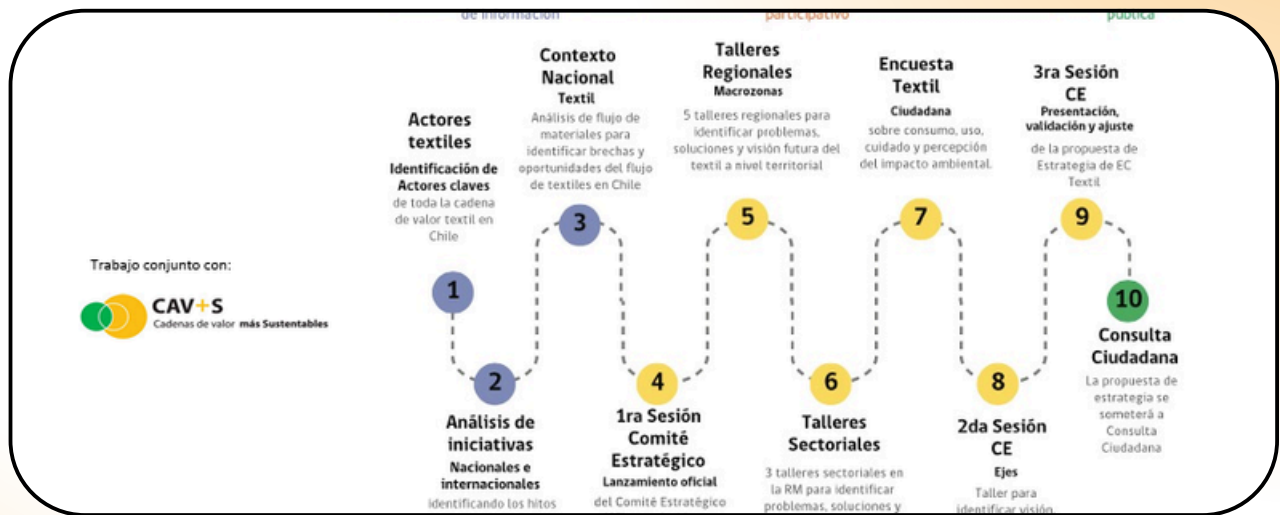 de información
participativo
pública
Actores
textiles
Identificación de
Actores claves
de toda la cadena
de valor textil en
Chile
Contexto
Nacional
Textil
Análisis de flujo de
materiales para
identificar brechas y
oportunidades del flujo
de textiles en Chile
Talleres
Regionales
Macrozonas
5 talleres regionales para
identificar problemas,
soluciones y visión futura del
textil a nivel territorial
Encuesta
Textil
Ciudadana
sobre consumo, uso,
cuidado y percepción
del impacto ambiental.
3ra Sesión
CE
Presentación,
validación y ajuste
de la propuesta de
Estrategia de EC
Textil
Trabajo conjunto con:
CAV+S
Cadenas de valor más Sustentables
1
3
5
7
9
10
2
4
6
8
Análisis de
iniciativas
Nacionales e
internacionales
identificando los hitos
1ra Sesión
Comité
Estratégico
Lanzamiento oficial
del Comité Estratégico
Talleres
Sectoriales
3 talleres sectoriales en
la RM para identificar
problemas, soluciones y
2da Sesión
CE
Ejes
Taller para
identificar visión
Consulta
Ciudadana
La propuesta de
estrategia se
someterá a
Consulta
Ciudadana